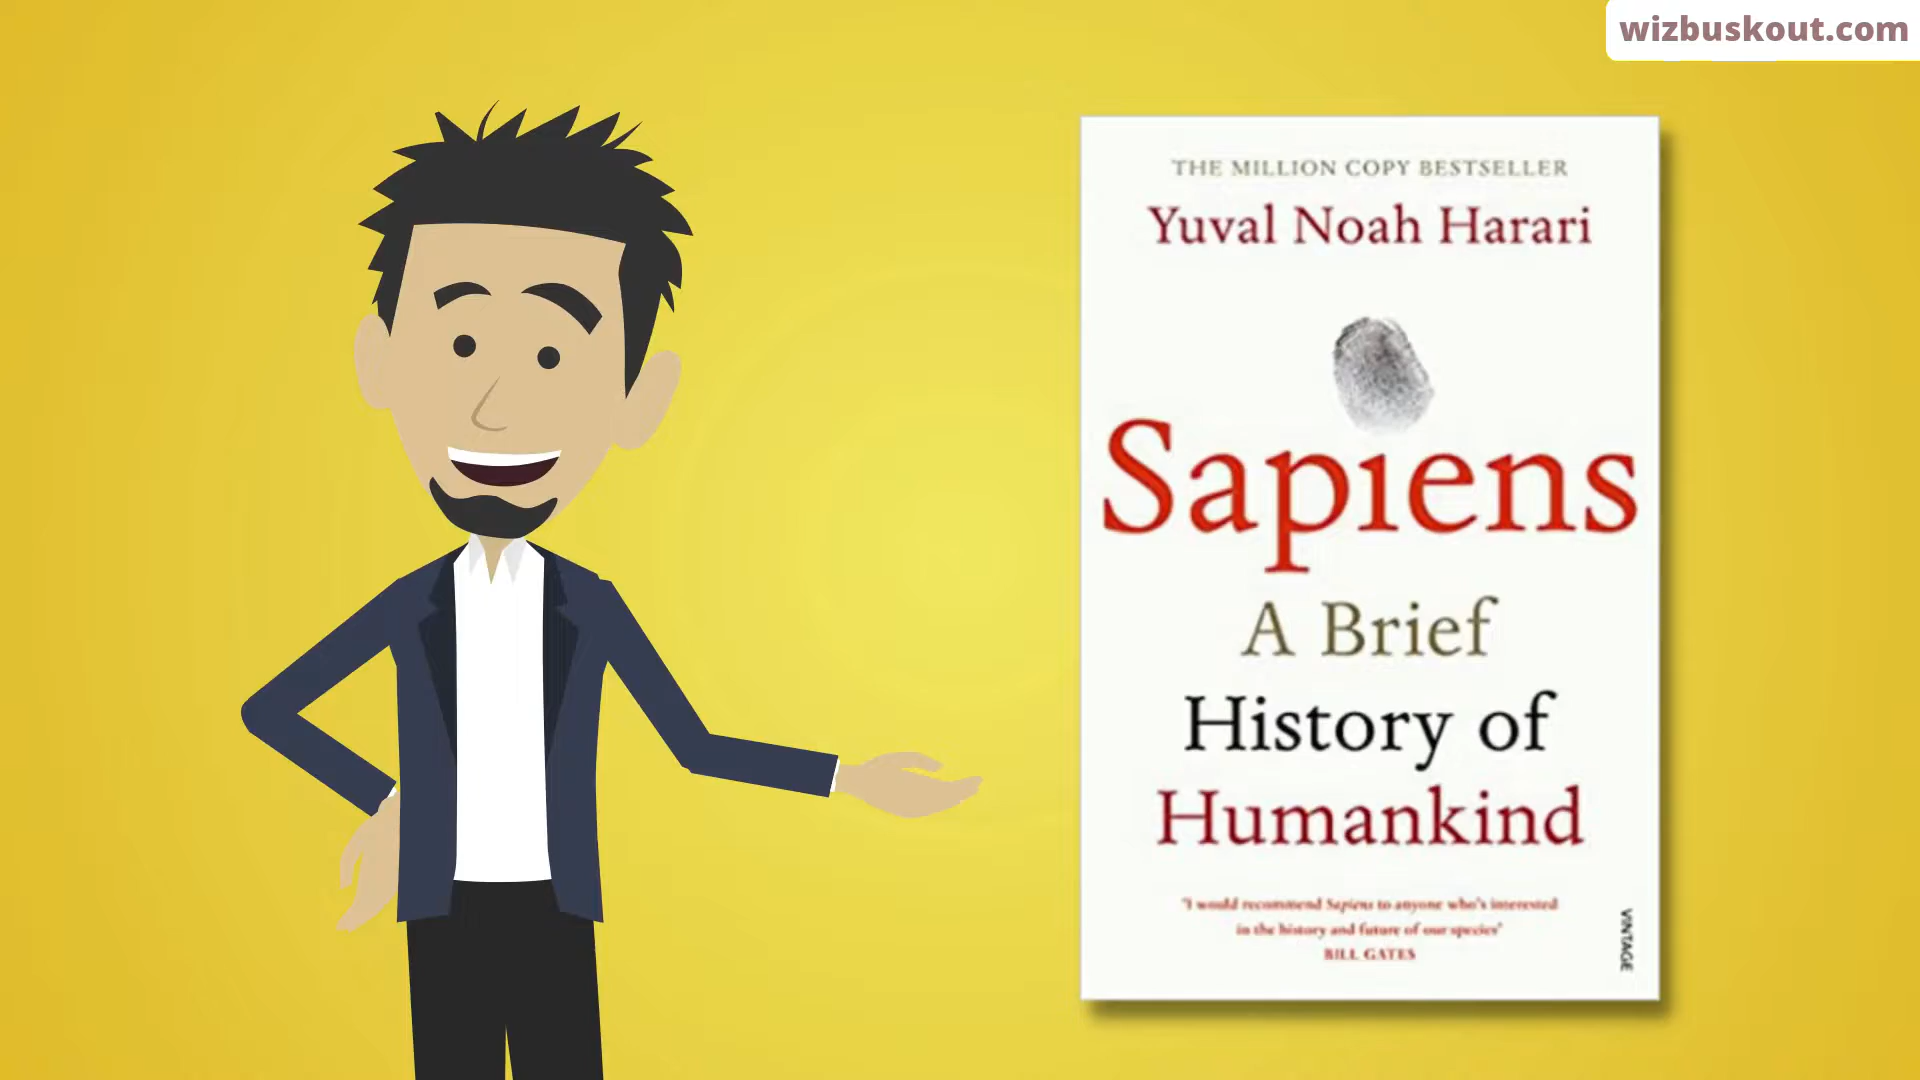 wizbuskout.com
THE MILLION COPY BESTSELLER
Yuval Noah Harari
Sapiens
A Brief
History of
Humankind
'I would recommend Sapiens to anyone who's interested
in the history and future of our species'
BILL GATES
VINTAGE